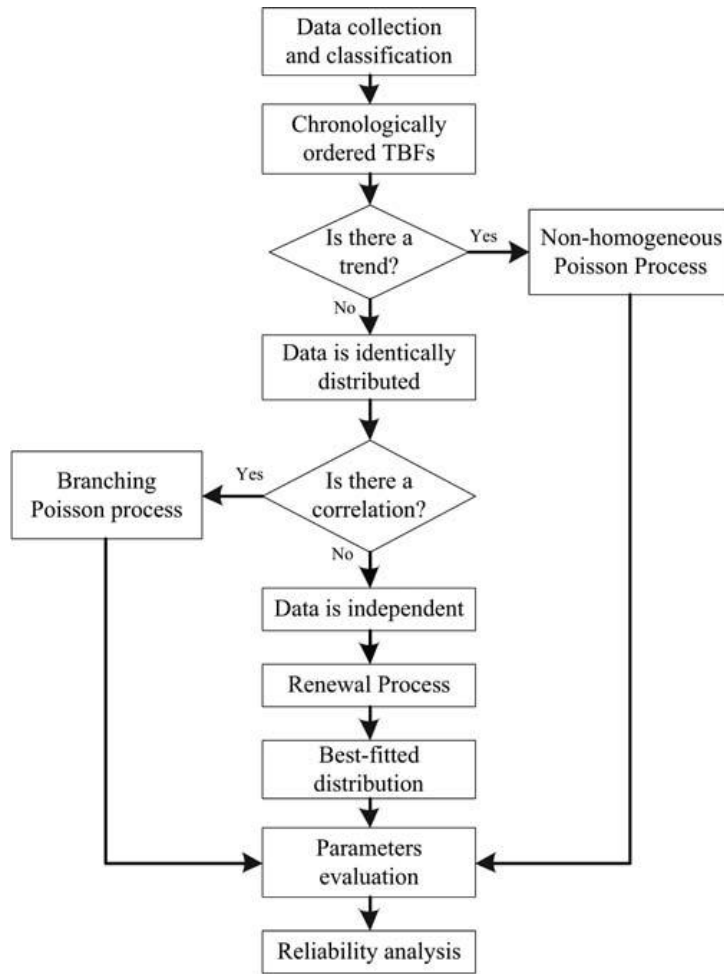 Data collection
and classification
Chronologically
ordered TBFs
Is there a
trend?
Yes
Non-homogeneous
Poisson Process
No
Data is identically
distributed
Branching
Poisson process
Yes
Is there a
correlation?
No
Data is independent
Renewal Process
Best-fitted
distribution
Parameters
evaluation
Reliability analysis